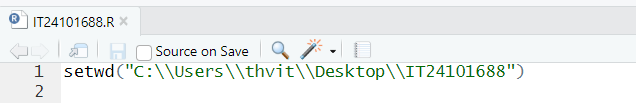 IT24101688.R
Source on Save
1 setwd("C:\\Users\\thvit\\Desktop\\IT24101688")
2